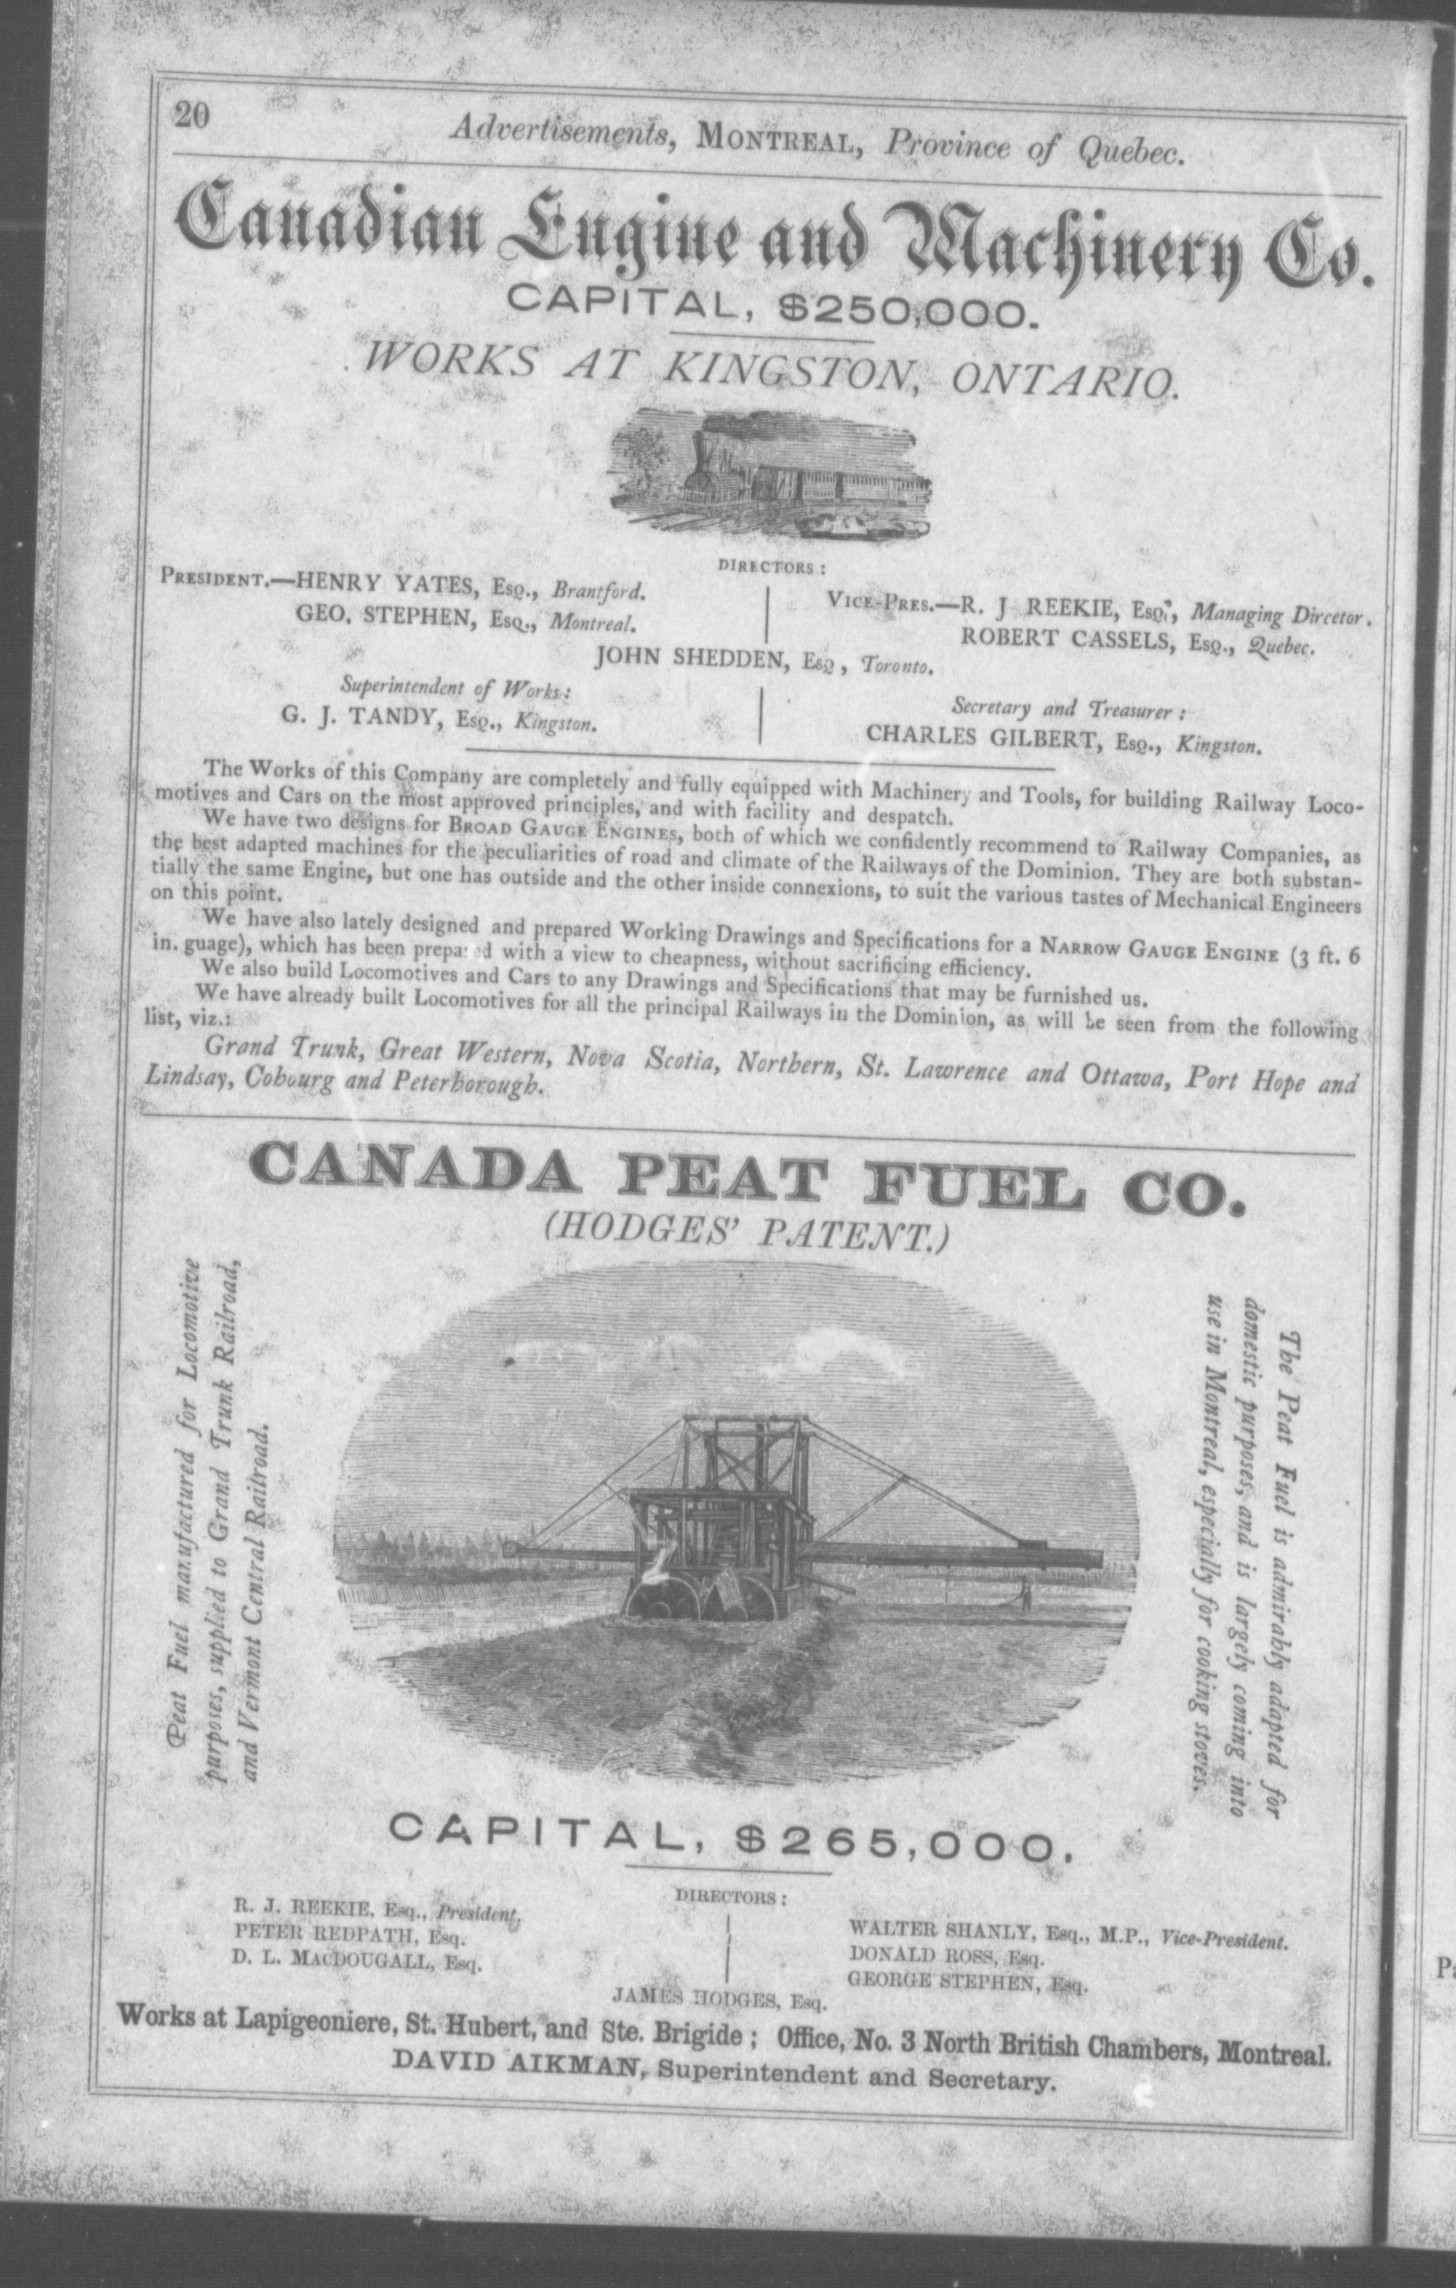 20
Advertisements, MONTREAL, Province of Quebec.
Canadian Engine and Machinery Co.
CAPITAL, $250,000.
WORKS AT KINGSTON, ONTARIO.
DIRECTORS:
PRESIDENT.—HENRY YATES, Esq., Brantford.
GEO. STEPHEN, Esq., Montreal.
VICE-PRES.—R. J REEKIE, Esq., Managing Dircetor.
ROBERT CASSELS, Esq., Quebec.
JOHN SHEDDEN, Esq, Toronto.
Superintendent of Works:
G. J. TANDY, Esq., Kingston.
Secretary and Treasurer:
CHARLES GILBERT, Esq., Kingston.
The Works of this Company are completely and fully equipped with Machinery and Tools, for building Railway Loco-
motives and Cars on the most approved principles, and with facility and despatch.
We have two designs for BROAD GAUGE ENGINES, both of which we confidently recommend to Railway Companies, as
the best adapted machines for the peculiarities of road and climate of the Railways of the Dominion. They are both substan-
tially the same Engine, but one has outside and the other inside connexions, to suit the various tastes of Mechanical Engineers
on this point.
We have also lately designed and prepared Working Drawings and Specifications for a NARROW GAUGE ENGINE (3 ft. 6
in. guage), which has been prepared with a view to cheapness, without sacrificing efficiency.
We also build Locomotives and Cars to any Drawings and Specifications that may be furnished us.
We have already built Locomotives for all the principal Railways in the Dominion, as will be seen from the following
list, viz.:
Grand Trunk, Great Western, Nova Scotia, Northern, St. Lawrence and Ottawa, Port Hope and
Lindsay, Cobourg and Peterborough.
CANADA PEAT FUEL CO.
(HODGES' PATENT.)
Peat Fuel manufactured for Locomotive
purposes, supplied to Grand Trunk Railroad,
and Vermont Central Railroad.
The Peat Fuel is admirably adapted for
domestic purposes, and is largely coming into
use in Montreal, especially for cooking stoves.
CAPITAL, $265,000.
DIRECTORS:
R. J. REEKIE, Esq., President,
PETER REDPATH, Esq.
D. L. MACDOUGALL, Esq.
WALTER SHANLY, Esq., M.P., Vice-President.
DONALD ROSS, Esq.
GEORGE STEPHEN, Esq.
JAMES HODGES, Esq.
Works at Lapigeoniere, St. Hubert, and Ste. Brigide; Office, No. 3 North British Chambers, Montreal.
DAVID AIKMAN, Superintendent and Secretary.